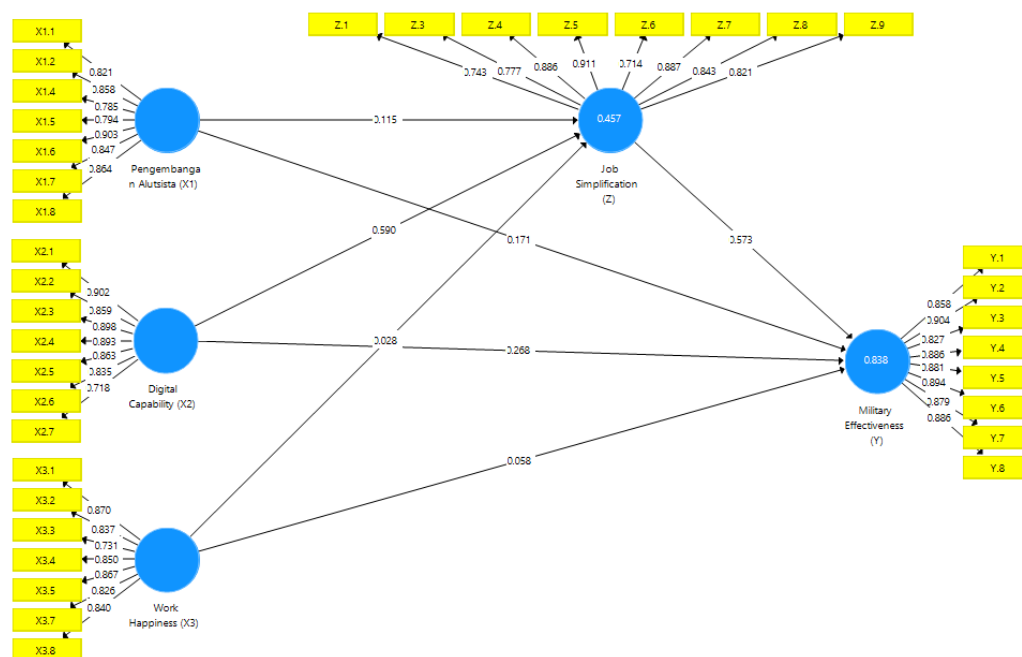 Z.1 Z.3 Z.4 Z.5 Z.6 Z.7 Z.8 Z.9
0.743 0.777 0.886 0.911 0.714 0.887 0.843 0.821
0.457
Job
Simplification
(Z)
X1.1
X1.2
X1.4
X1.5
X1.6
X1.7
X1.8
0.821
0.858
0.785
0.794
0.903
0.847
0.864
Pengembanga
n Alutsista (X1)
0.115
0.171
0.590
0.573
X2.1
X2.2
X2.3
X2.4
X2.5
X2.6
X2.7
0.902
0.859
0.898
0.893
0.863
0.835
0.718
Digital
Capability (X2)
0.028
0.268
0.058
Y.1
Y.2
Y.3
Y.4
Y.5
Y.6
Y.7
Y.8
0.858
0.904
0.827
0.886
0.881
0.894
0.879
0.886
0.838
Military
Effectiveness
(Y)
X3.1
X3.2
X3.3
X3.4
X3.5
X3.7
X3.8
0.870
0.837
0.731
0.850
0.867
0.826
0.840
Work
Happiness (X3)